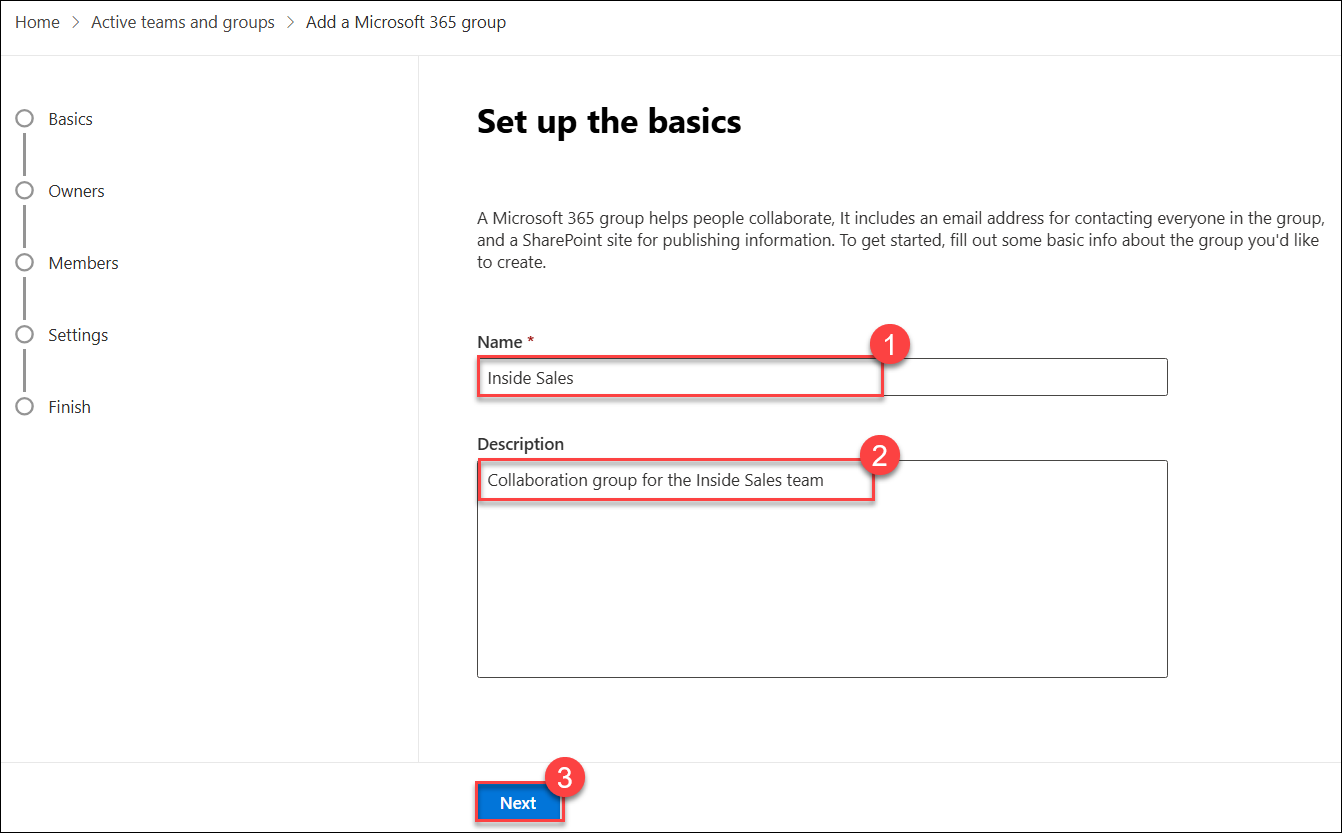 Home > Active teams and groups > Add a Microsoft 365 group
Basics
Owners
Members
Settings
Finish
Set up the basics
A Microsoft 365 group helps people collaborate, It includes an email address for contacting everyone in the group,
and a SharePoint site for publishing information. To get started, fill out some basic info about the group you'd like
to create.
Name *
1
Inside Sales
Description
2
Collaboration group for the Inside Sales team
3
Next